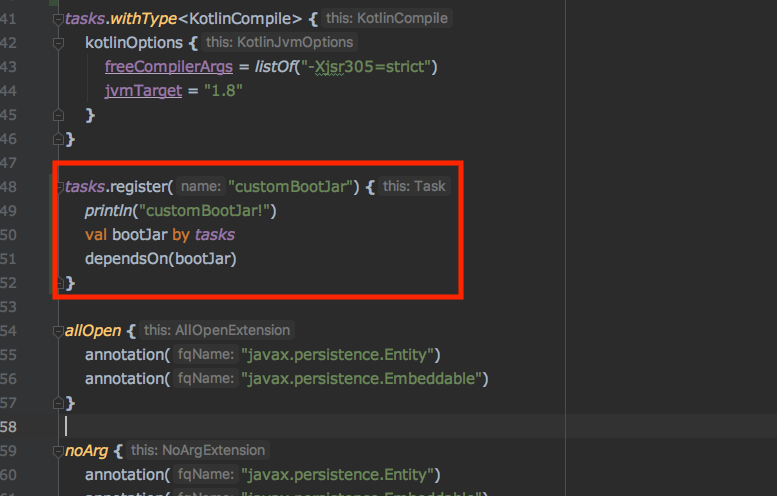 41 tasks.withType<KotlinCompile> { this: KotlinCompile
42 kotlinOptions { this: KotlinJvmOptions
43 freeCompilerArgs = listOf("-Xjsr305=strict")
44 jvmTarget = "1.8"
45 }
46 }
47
48 tasks.register( name: "customBootJar") { this: Task
49 println("customBootJar!")
50 val bootJar by tasks
51 dependsOn(bootJar)
52 }
53
54 allOpen { this: AllOpenExtension
55 annotation( fqName: "javax.persistence.Entity")
56 annotation( fqName: "javax.persistence.Embeddable")
57 }
58
59 noArg { this: NoArgExtension
60 annotation( fqName: "javax.persistence.Entity")